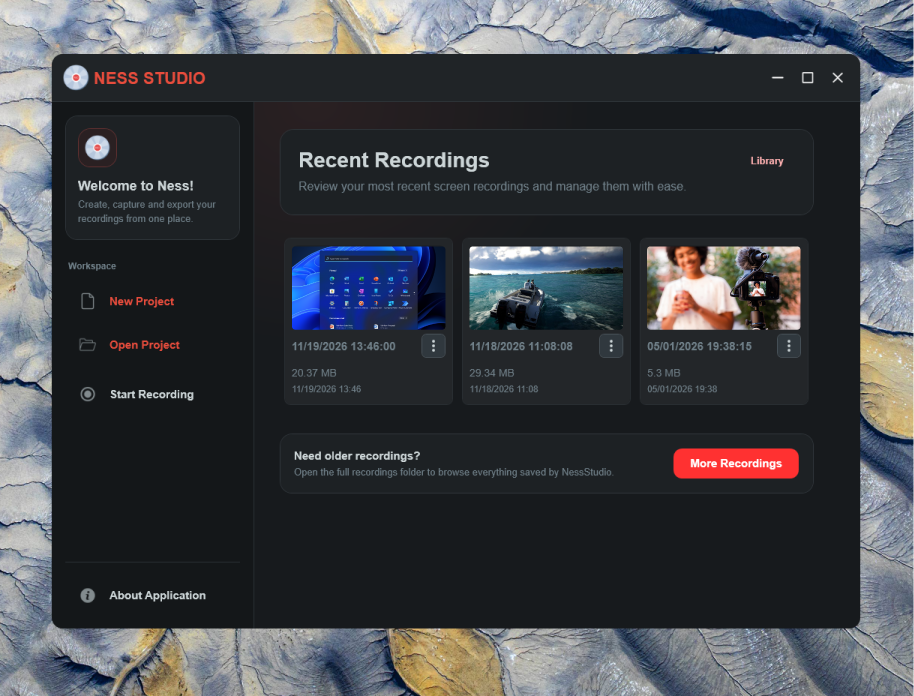 NESS STUDIO
Welcome to Ness!
Create, capture and export your
recordings from one place.
Workspace
New Project
Open Project
Start Recording
About Application
Recent Recordings
Library
Review your most recent screen recordings and manage them with ease.
11/19/2026 13:46:00
20.37 MB
11/19/2026 13:46
11/18/2026 11:08:08
29.34 MB
11/18/2026 11:08
05/01/2026 19:38:15
5.3 MB
05/01/2026 19:38
Need older recordings?
Open the full recordings folder to browse everything saved by NessStudio.
More Recordings